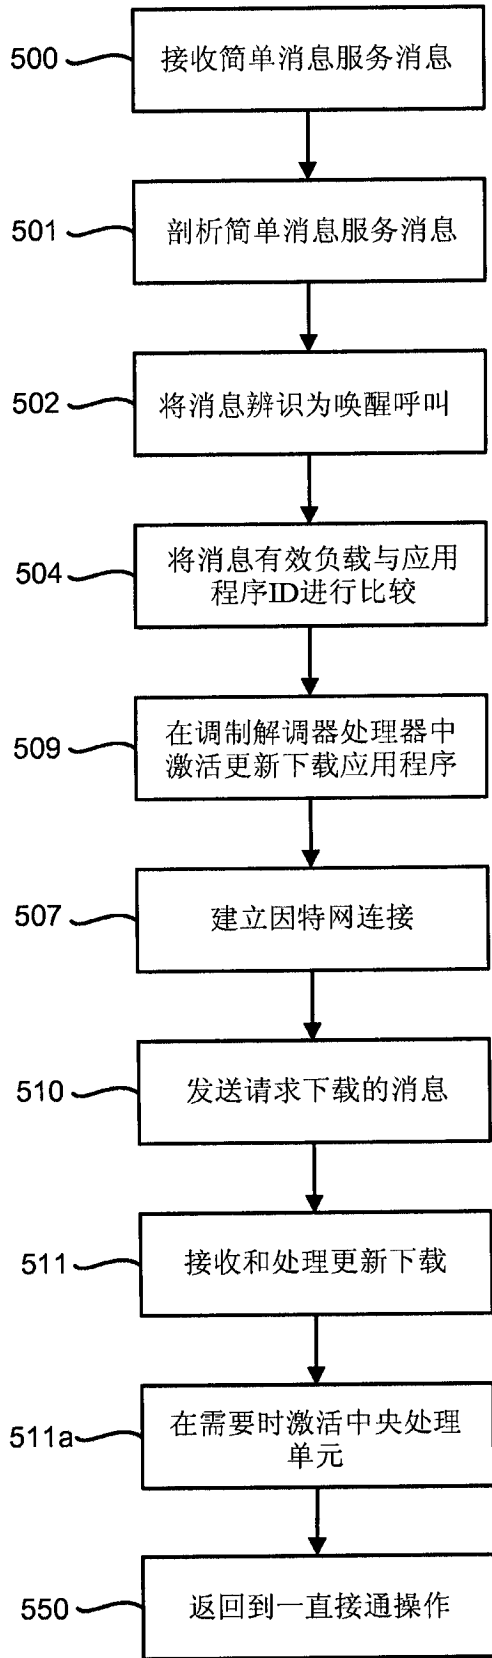 500
接收简单消息服务消息
501
剖析简单消息服务消息
502
将消息辨识为唤醒呼叫
504
将消息有效负载与应用
程序ID进行比较
509
在调制解调器处理器中
激活更新下载应用程序
507
建立因特网连接
510
发送请求下载的消息
511
接收和处理更新下载
511a
在需要时激活中央处理
单元
550
返回到一直接通操作